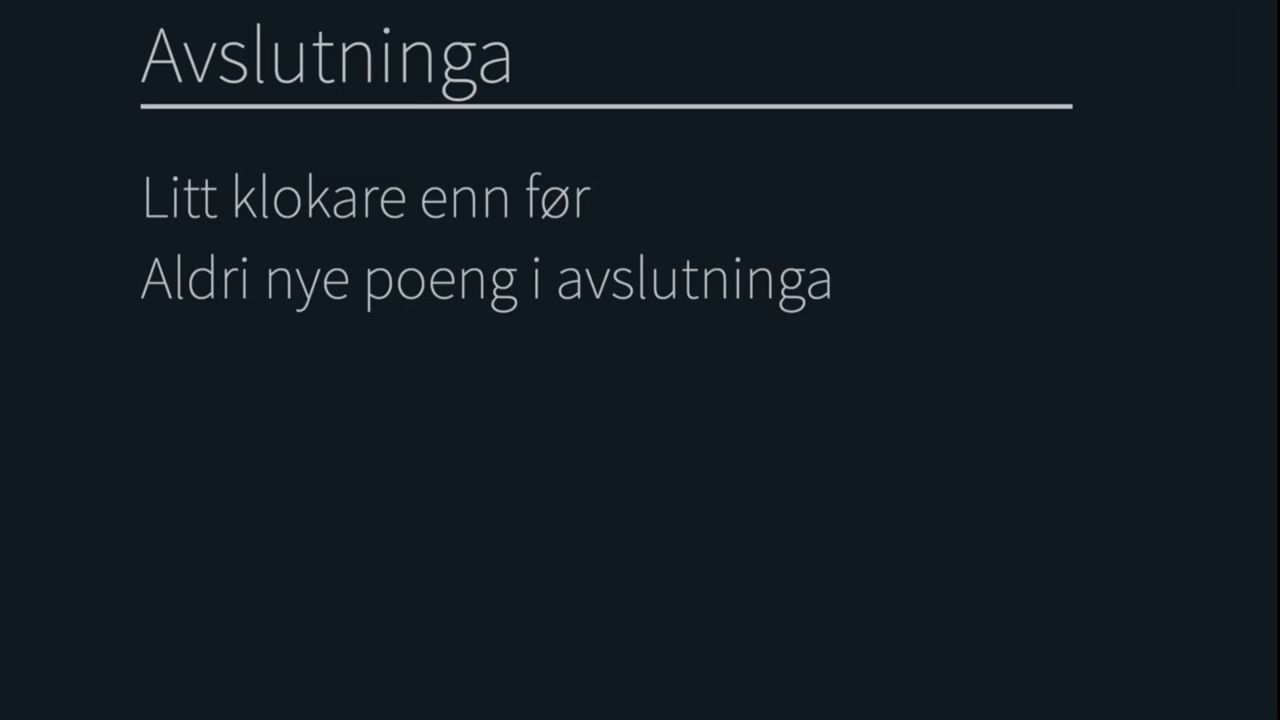 Avslutninga
Litt klokare enn før
Aldri nye poeng i avslutninga